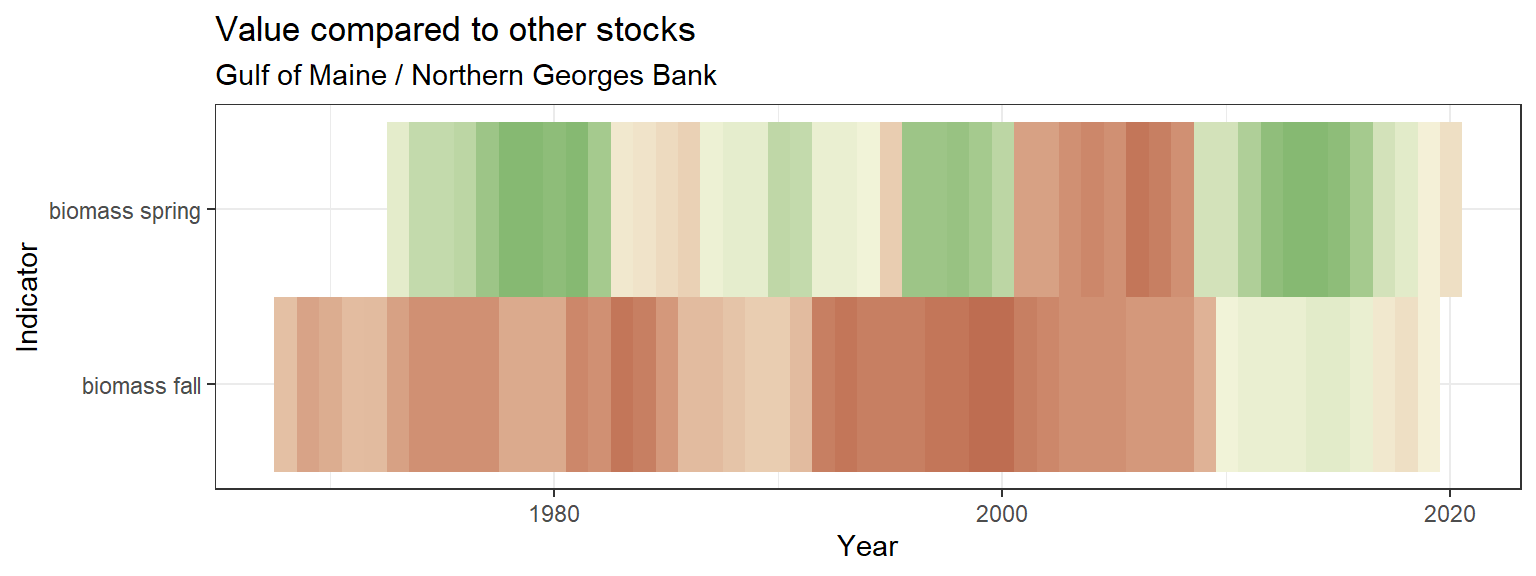 Value compared to other stocks
Gulf of Maine / Northern Georges Bank
Indicator
biomass spring
biomass fall
1980
2000
2020
Year